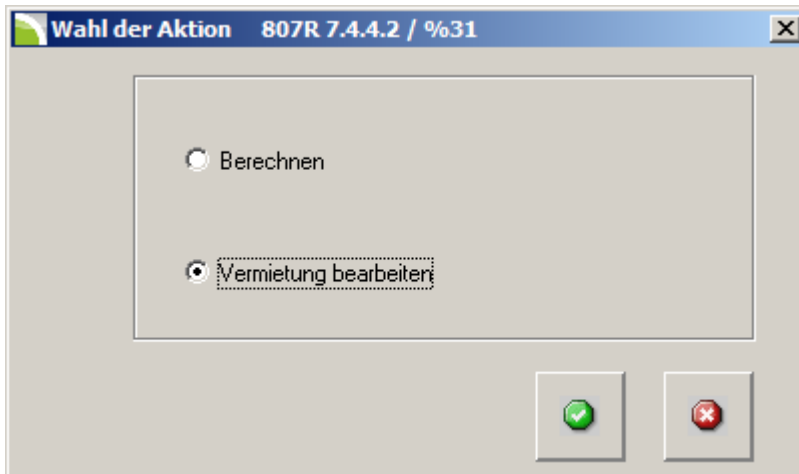 Wahl der Aktion 807R 7.4.4.2 / %31
Berechnen
Vermietung bearbeiten